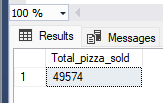 100 %
Results Messages
Total_pizza_sold
1 49574